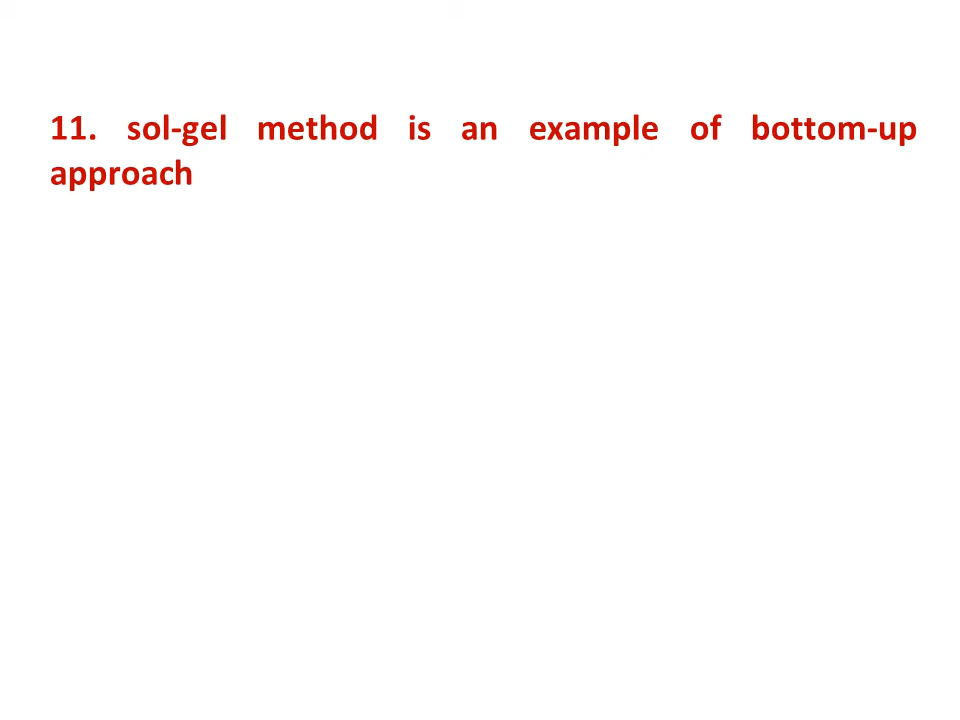 11. sol-gel method is an example of bottom-up
approach